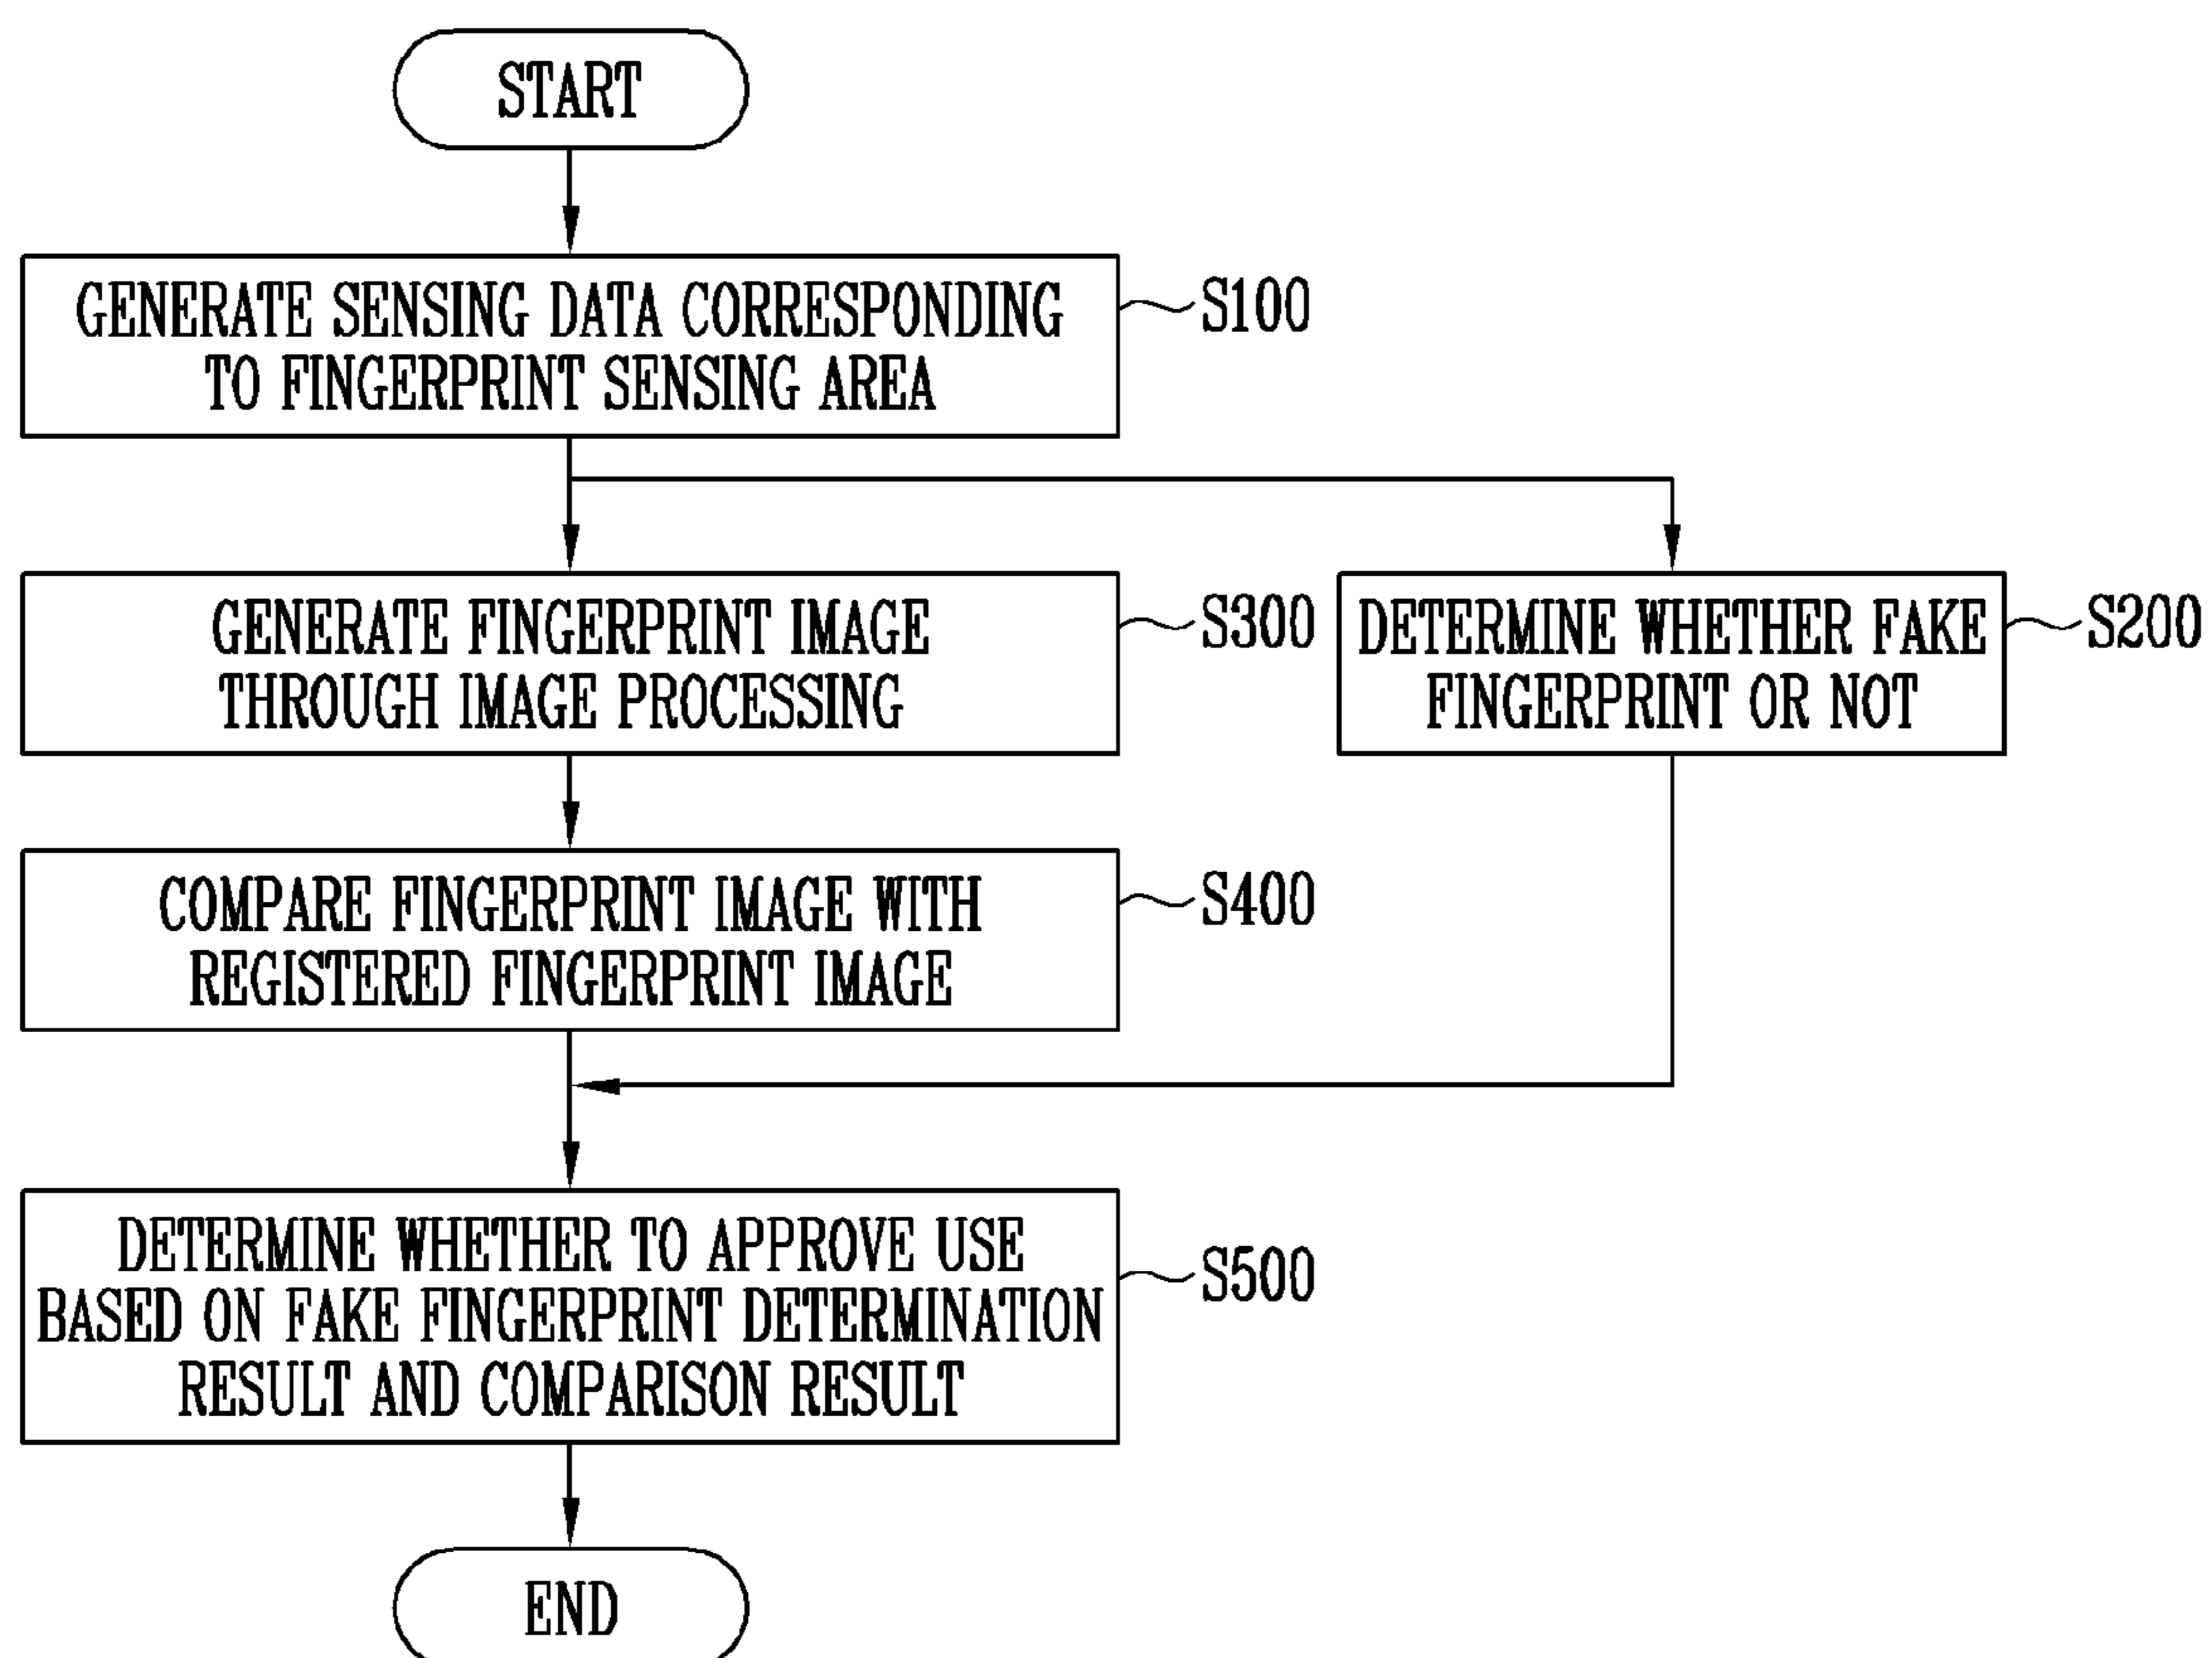 START
GENERATE SENSING DATA CORRESPONDING
TO FINGERPRINT SENSING AREA
S100
GENERATE FINGERPRINT IMAGE
THROUGH IMAGE PROCESSING
S300
DETERMINE WHETHER FAKE
FINGERPRINT OR NOT
S200
COMPARE FINGERPRINT IMAGE WITH
REGISTERED FINGERPRINT IMAGE
S400
DETERMINE WHETHER TO APPROVE USE
BASED ON FAKE FINGERPRINT DETERMINATION
RESULT AND COMPARISON RESULT
S500
END